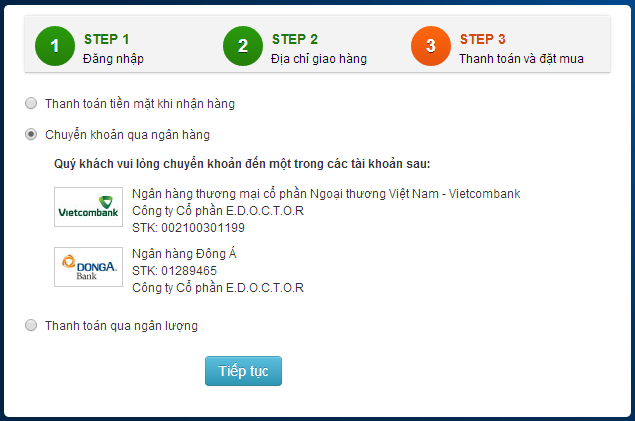 1 STEP 1
Đăng nhập
2 STEP 2
Địa chỉ giao hàng
3 STEP 3
Thanh toán và đặt mua
Thanh toán tiền mặt khi nhận hàng
Chuyển khoản qua ngân hàng
Quý khách vui lòng chuyển khoản đến một trong các tài khoản sau:
Vietcombank
Ngân hàng thương mại cổ phần Ngoại thương Việt Nam - Vietcombank
Công ty Cổ phần E.D.O.C.T.O.R
STK: 002100301199
DONGA Bank
Ngân hàng Đông Á
STK: 01289465
Công ty Cổ phần E.D.O.C.T.O.R
Thanh toán qua ngân lượng
Tiếp tục